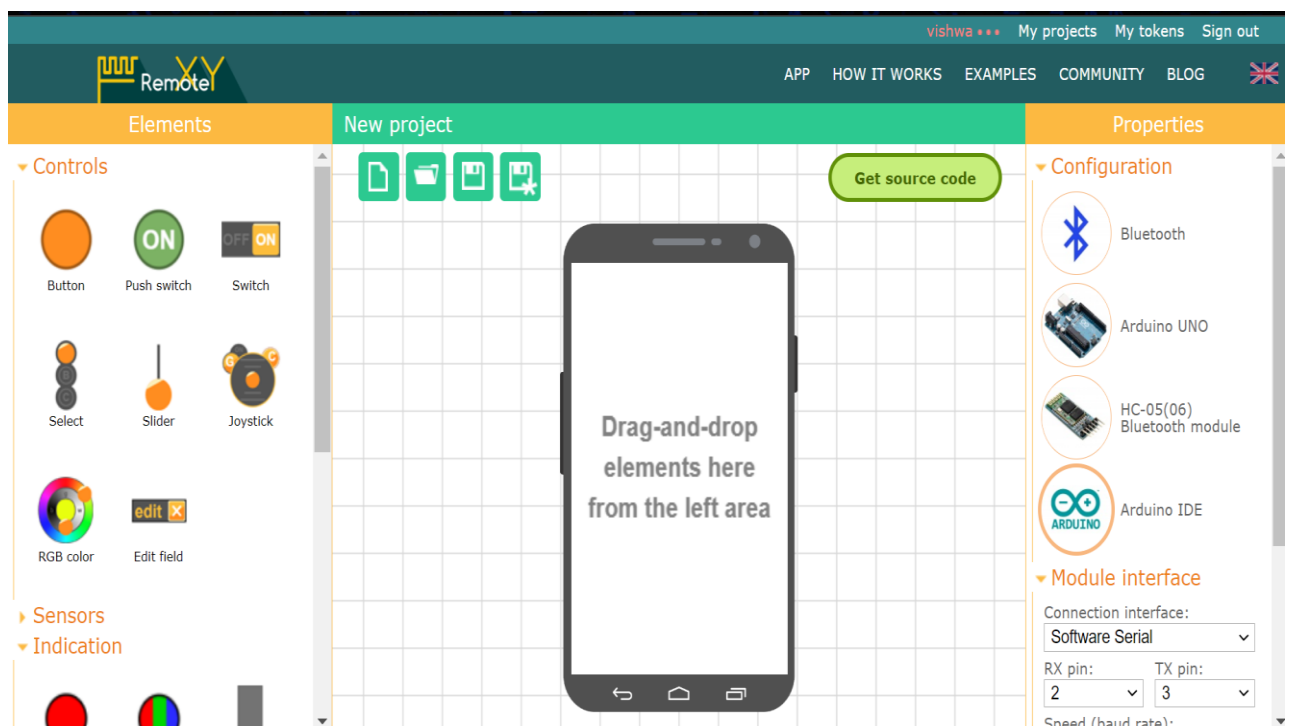 vishwa •••
My projects
My tokens
Sign out
RemoteXY
APP
HOW IT WORKS
EXAMPLES
COMMUNITY
BLOG
Elements
New project
Properties
Controls
Get source code
Configuration
ON
OFF ON
Button
Push switch
Switch
Bluetooth
Arduino UNO
B
C
G
C
Select
Slider
Joystick
HC-05(06)
Bluetooth module
Drag-and-drop
elements here
from the left area
edit X
RGB color
Edit field
ARDUINO
Arduino IDE
Sensors
Indication
Module interface
Connection interface:
Software Serial
RX pin:
TX pin:
2
3
Speed (baud rate):